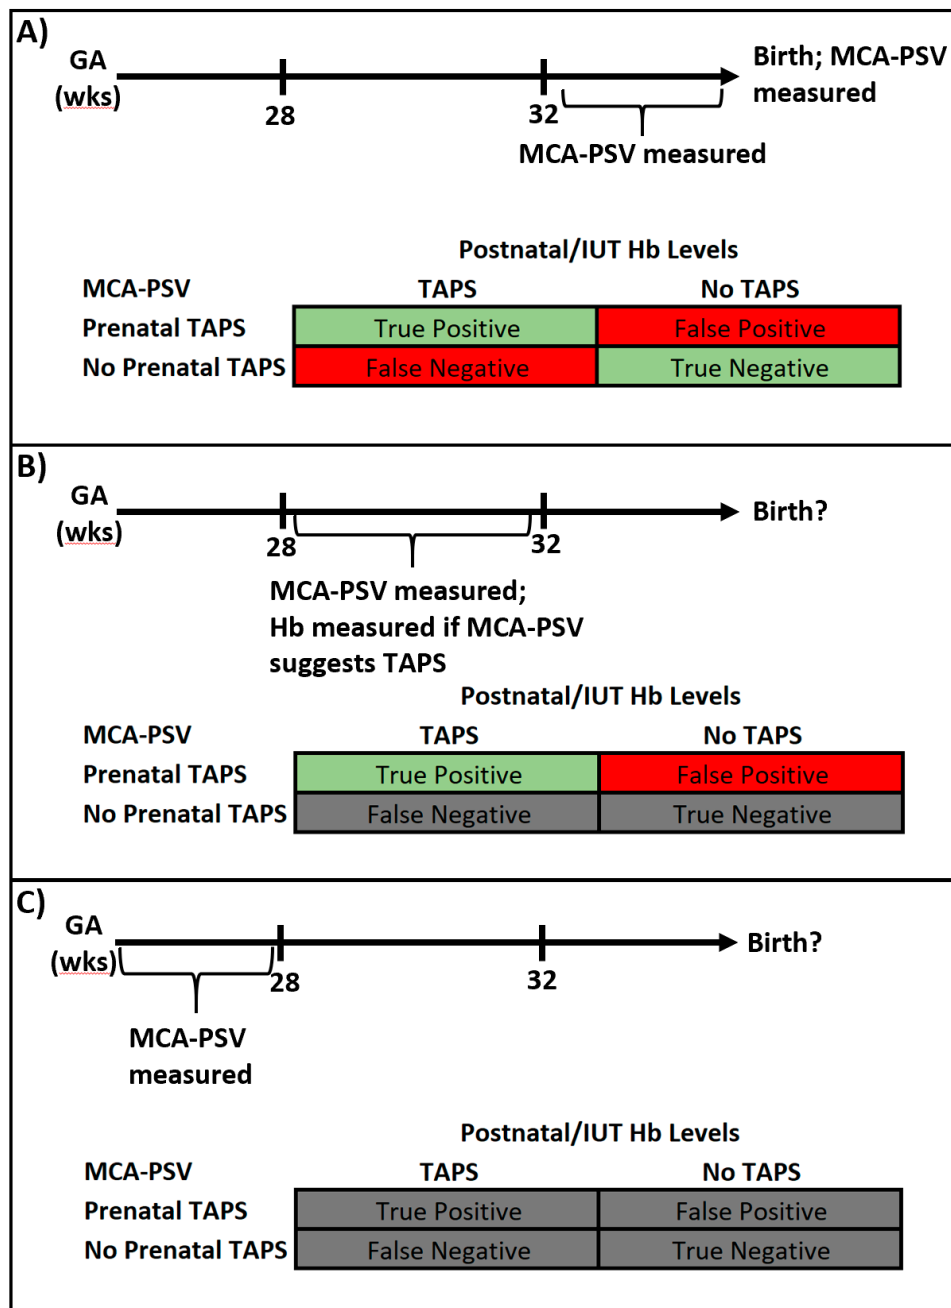 A)
GA
(wks)
28
32
Birth; MCA-PSV
measured
MCA-PSV measured
Postnatal/IUT Hb Levels
MCA-PSV TAPS No TAPS
Prenatal TAPS True Positive False Positive
No Prenatal TAPS False Negative True Negative
B)
GA
(wks)
28
32
Birth?
MCA-PSV measured;
Hb measured if MCA-PSV
suggests TAPS
Postnatal/IUT Hb Levels
MCA-PSV TAPS No TAPS
Prenatal TAPS True Positive False Positive
No Prenatal TAPS False Negative True Negative
C)
GA
(wks)
28
32
Birth?
MCA-PSV
measured
Postnatal/IUT Hb Levels
MCA-PSV TAPS No TAPS
Prenatal TAPS True Positive False Positive
No Prenatal TAPS False Negative True Negative